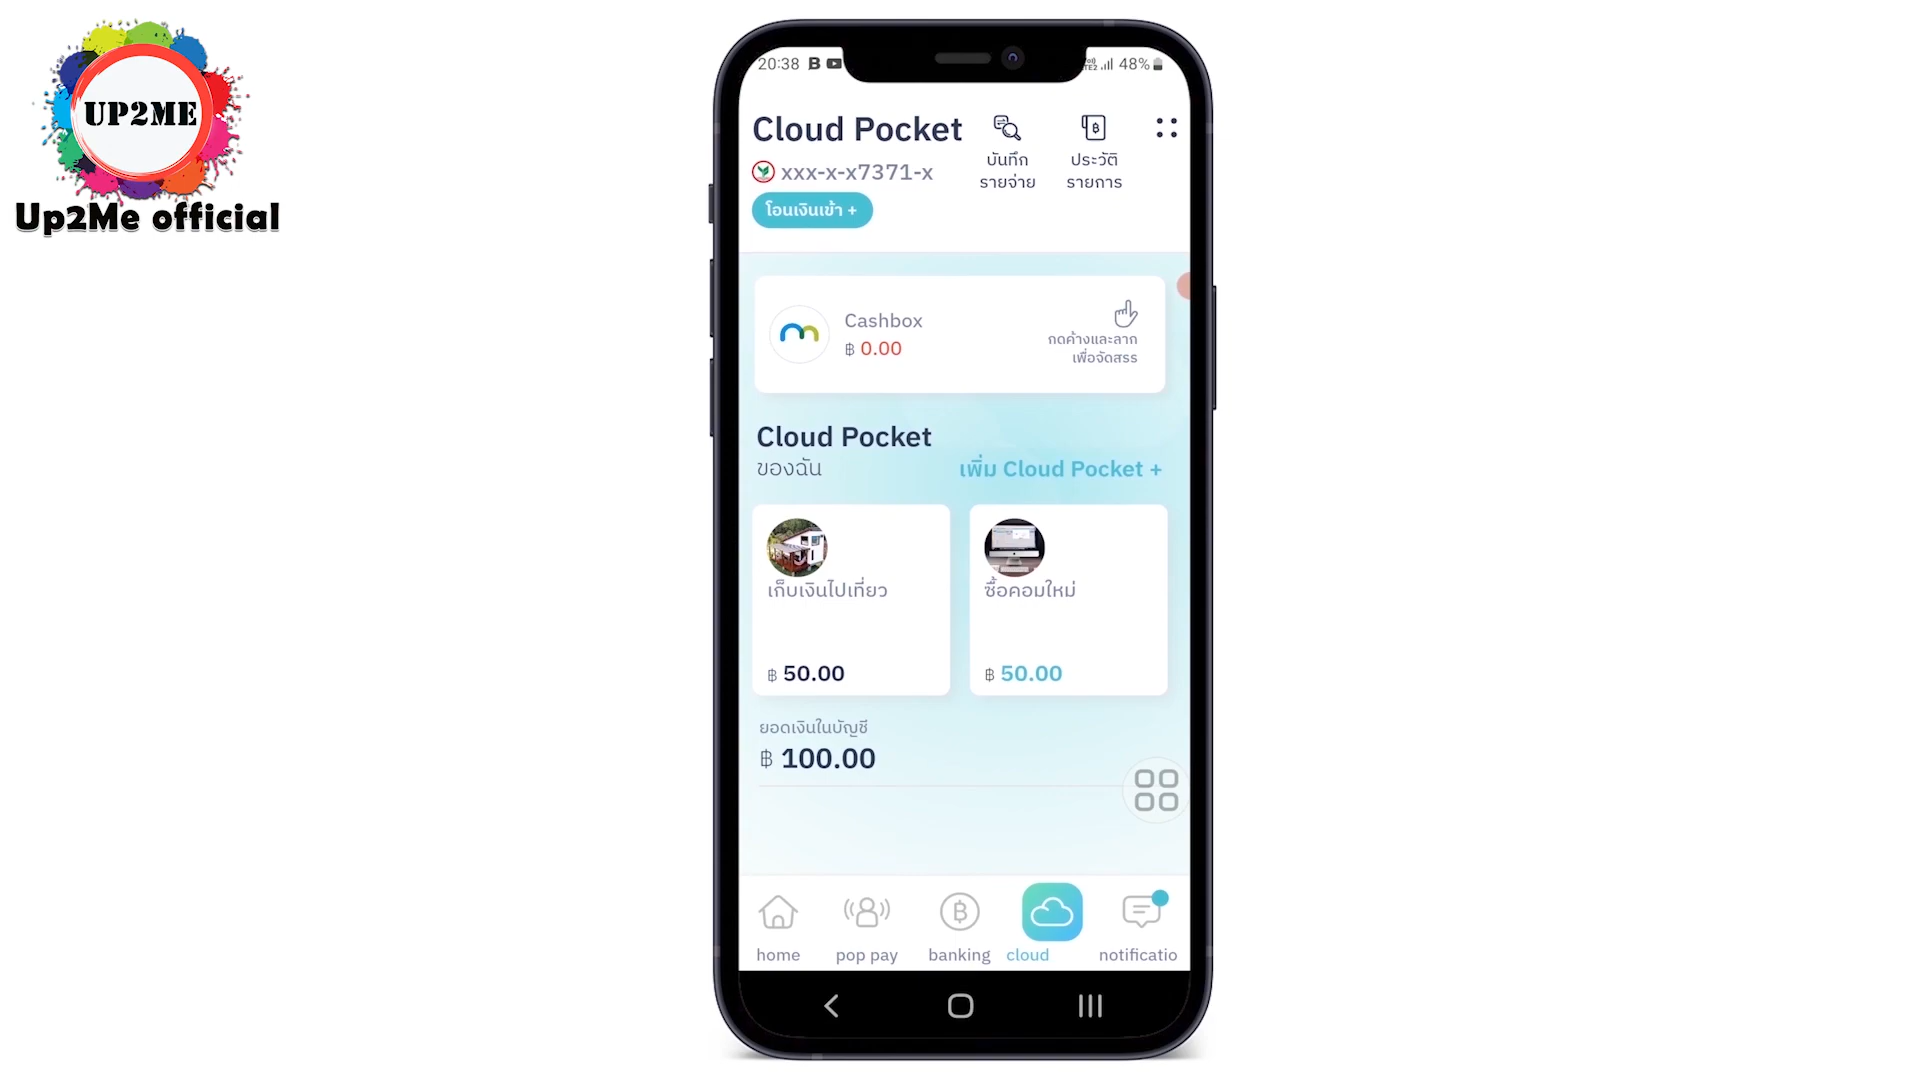 UP2ME
Up2Me official
20:38
48%
Cloud Pocket
xxx-x-x7371-x
โอนเงินเข้า +
บันทึก
รายจ่าย
ประวัติ
รายการ
Cashbox
฿ 0.00
กดค้างและลาก
เพื่อจัดสรร
Cloud Pocket
ของฉัน
เพิ่ม Cloud Pocket +
เก็บเงินไปเที่ยว
฿ 50.00
ซื้อคอมใหม่
฿ 50.00
ยอดเงินในบัญชี
฿ 100.00
home
pop pay
banking
cloud
notificatio